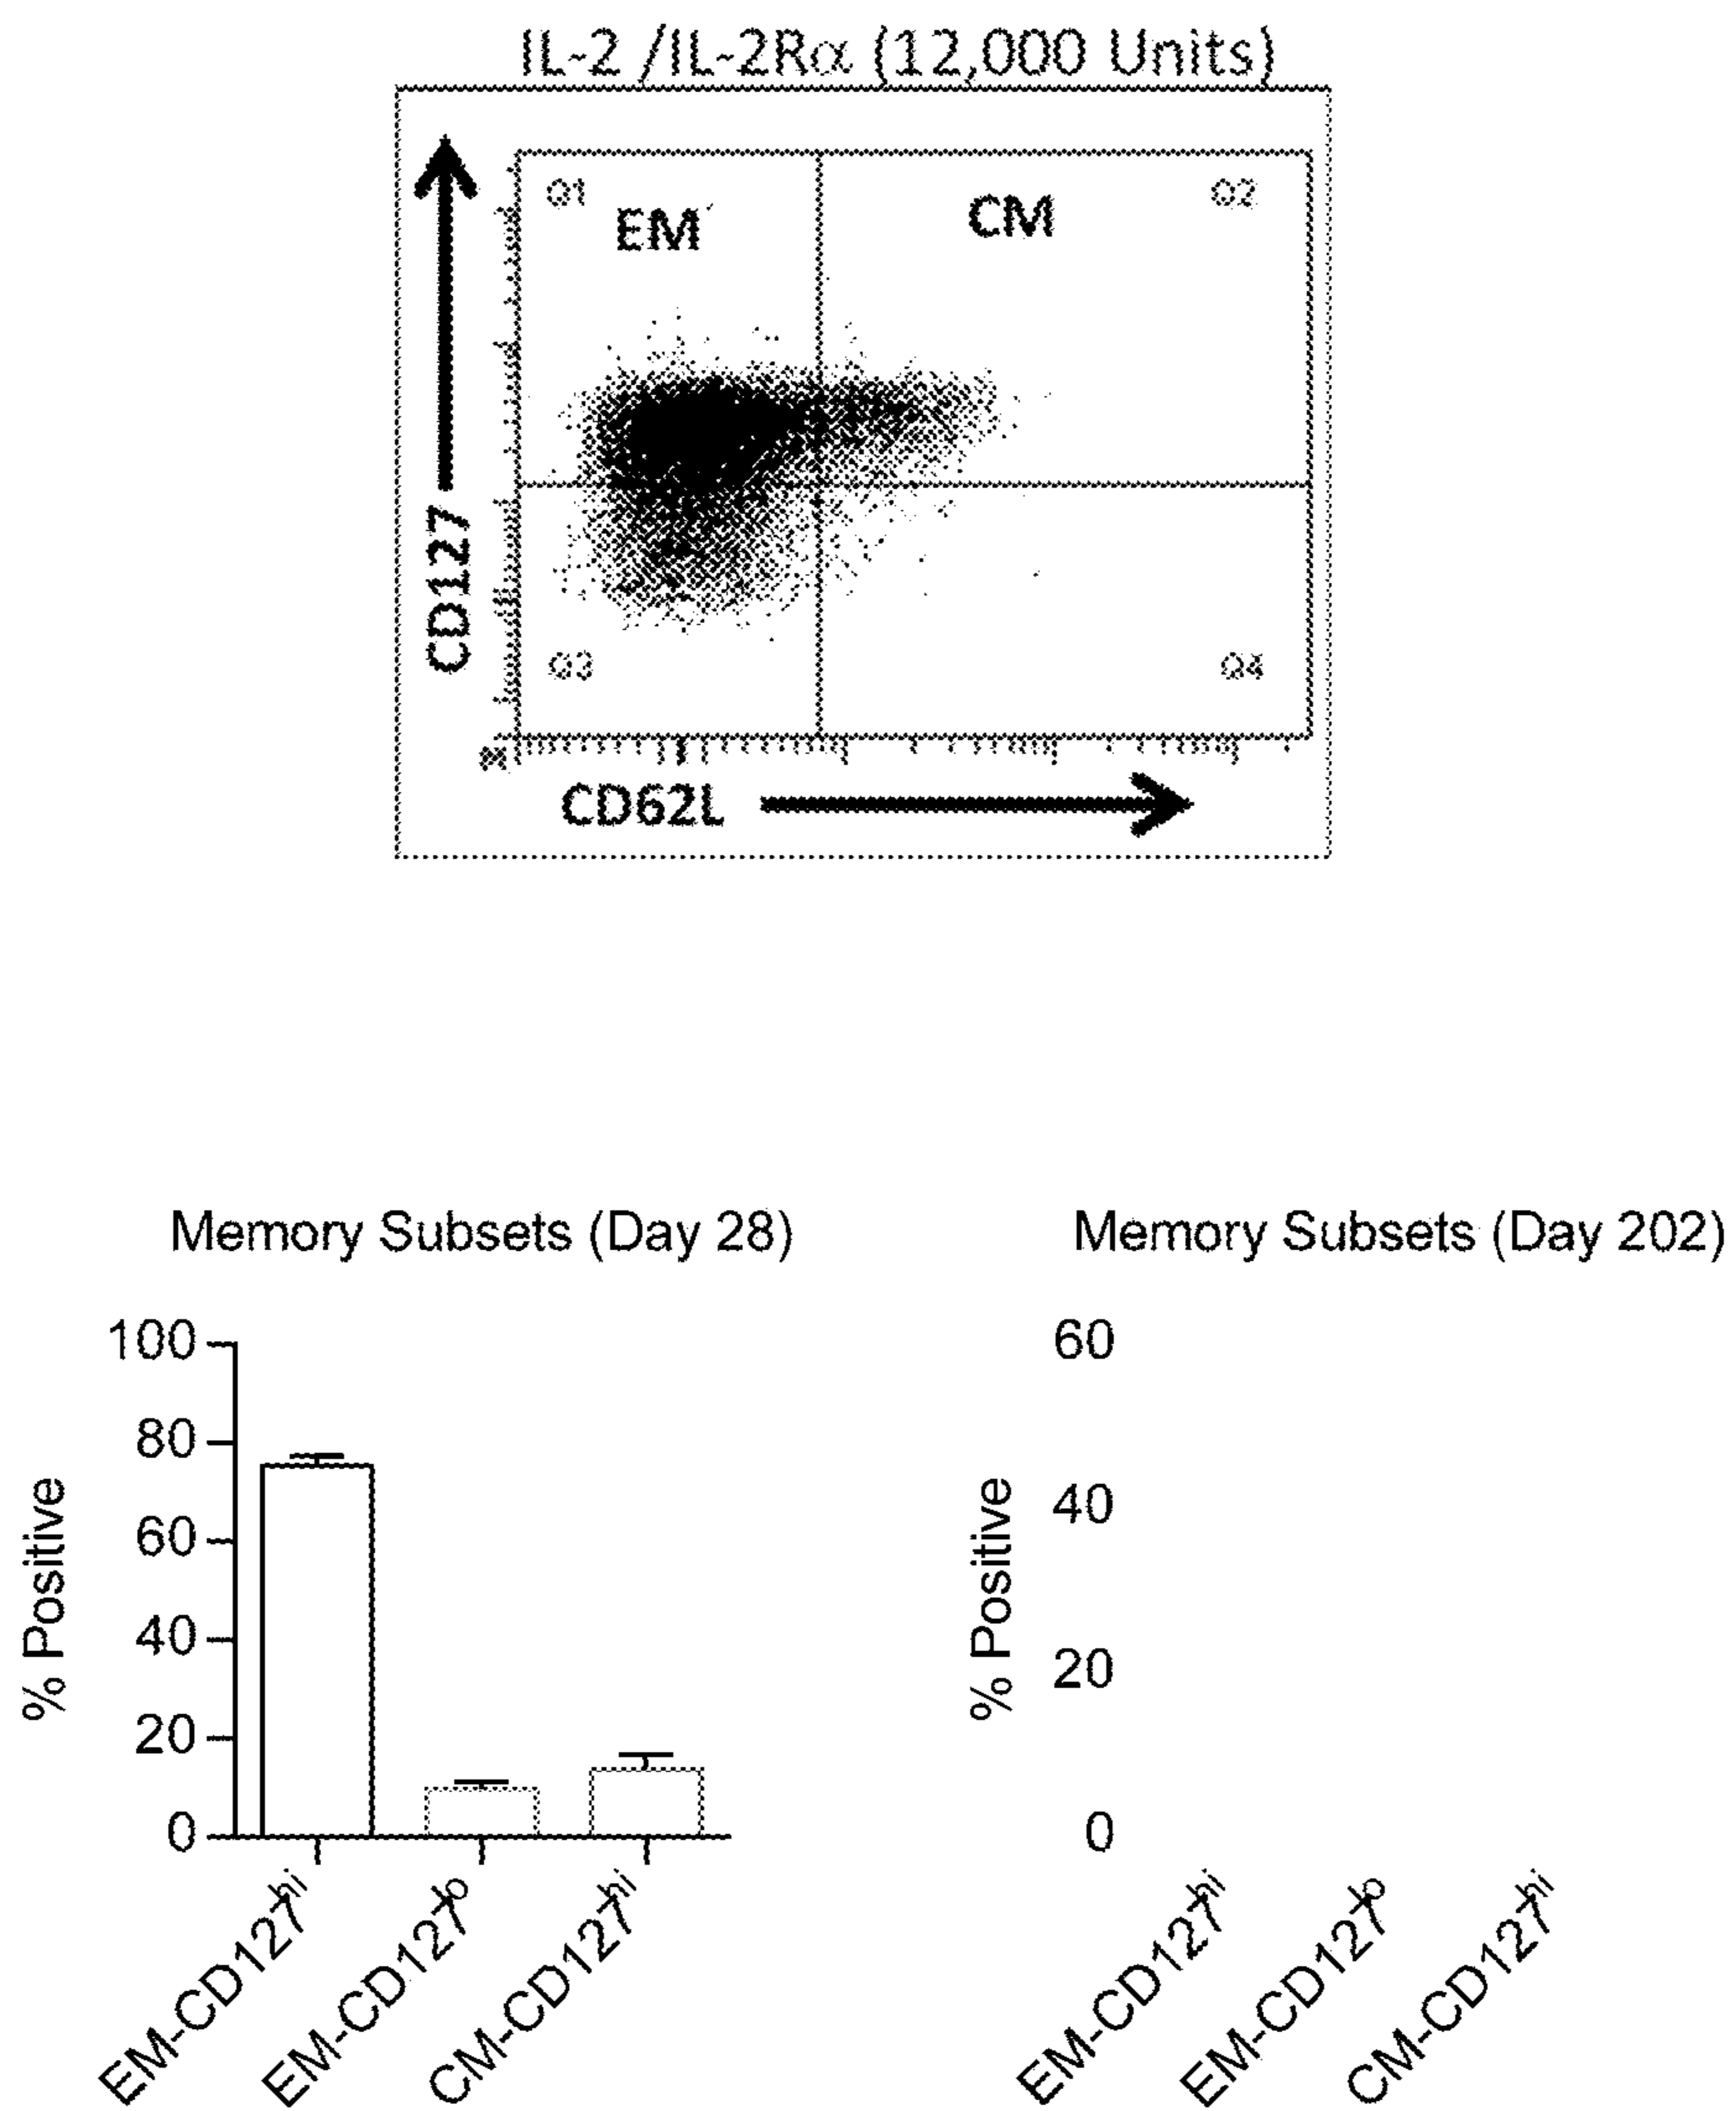 IL-2 /IL-2Rα (12,000 Units)
Q1
EM
CM
Q2
CD127
Q3
Q4
CD62L
Memory Subsets (Day 28)
% Positive
100
80
60
40
20
0
EM-CD127hi
EM-CD127lo
CM-CD127hi
Memory Subsets (Day 202)
% Positive
60
40
20
0
EM-CD127hi
EM-CD127lo
CM-CD127hi